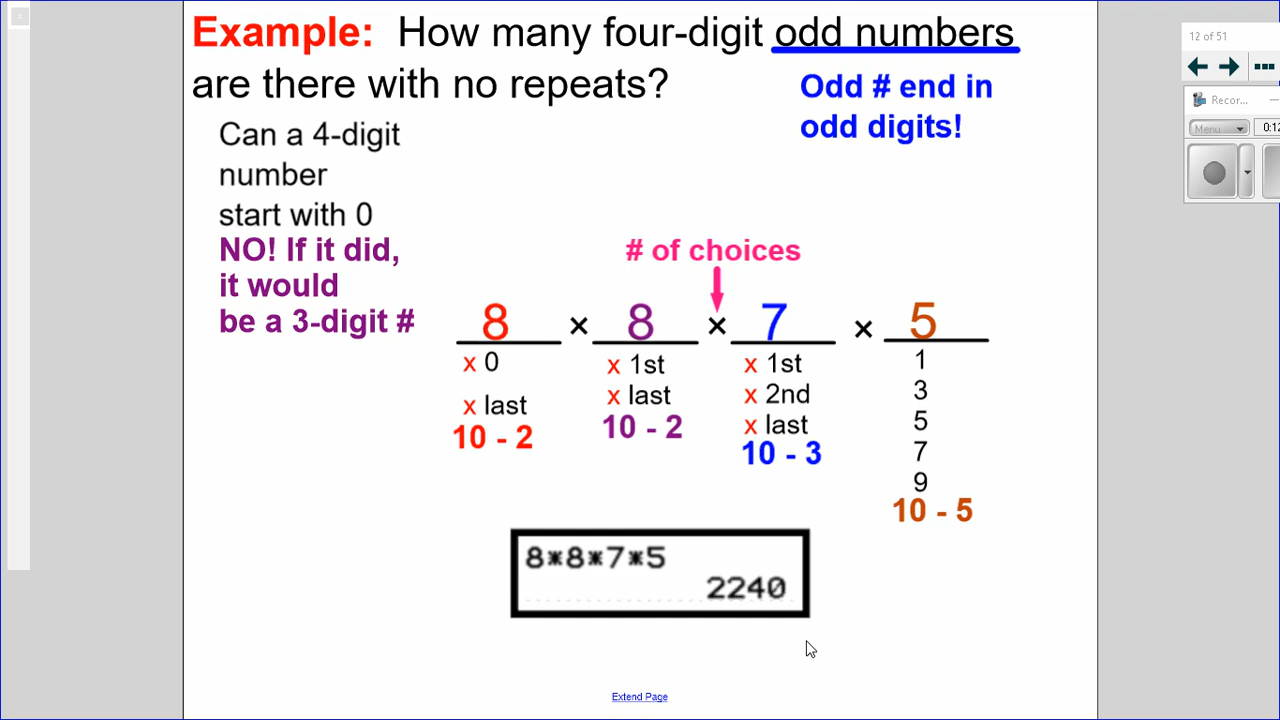 Example: How many four-digit odd numbers
are there with no repeats?
Odd # end in
odd digits!
Can a 4-digit
number
start with 0
NO! If it did,
it would
be a 3-digit #
# of choices
8 × 8 × 7 × 5
x 0
x last
10 - 2
x 1st
x last
10 - 2
x 1st
x 2nd
x last
10 - 3
1
3
5
7
9
10 - 5
8*8*7*5
2240
Extend Page
12 of 51
Recor...
Menu